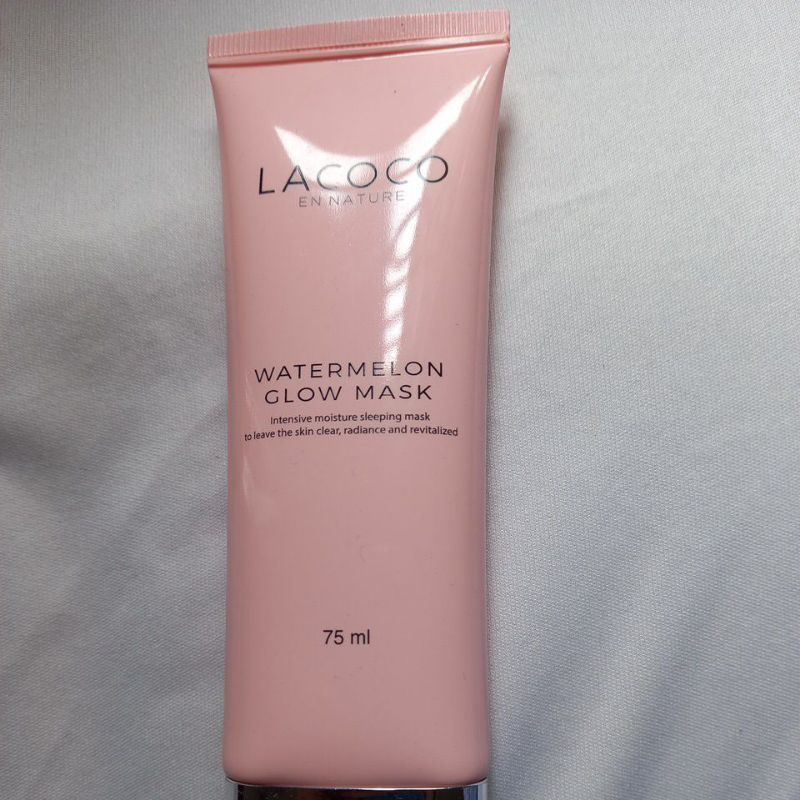 LACOCO
EN NATURE
WATERMELON
GLOW MASK
Intensive moisture sleeping mask
to leave the skin clear, radiance and revitalized
75 ml